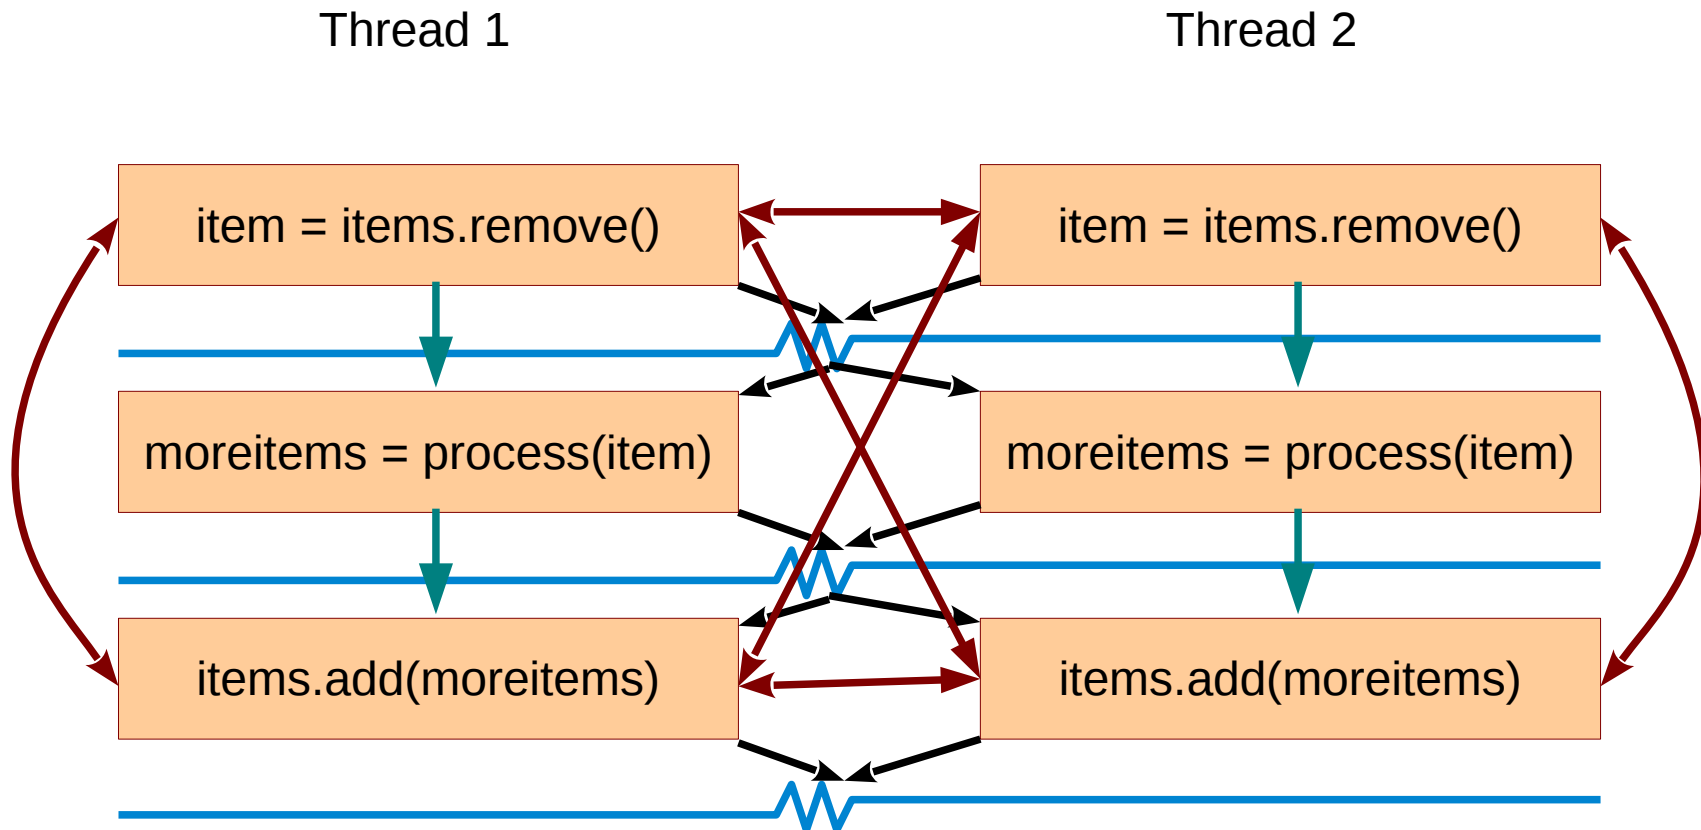 Thread 1
Thread 2
item = items.remove()
item = items.remove()
moreitems = process(item)
moreitems = process(item)
items.add(moreitems)
items.add(moreitems)